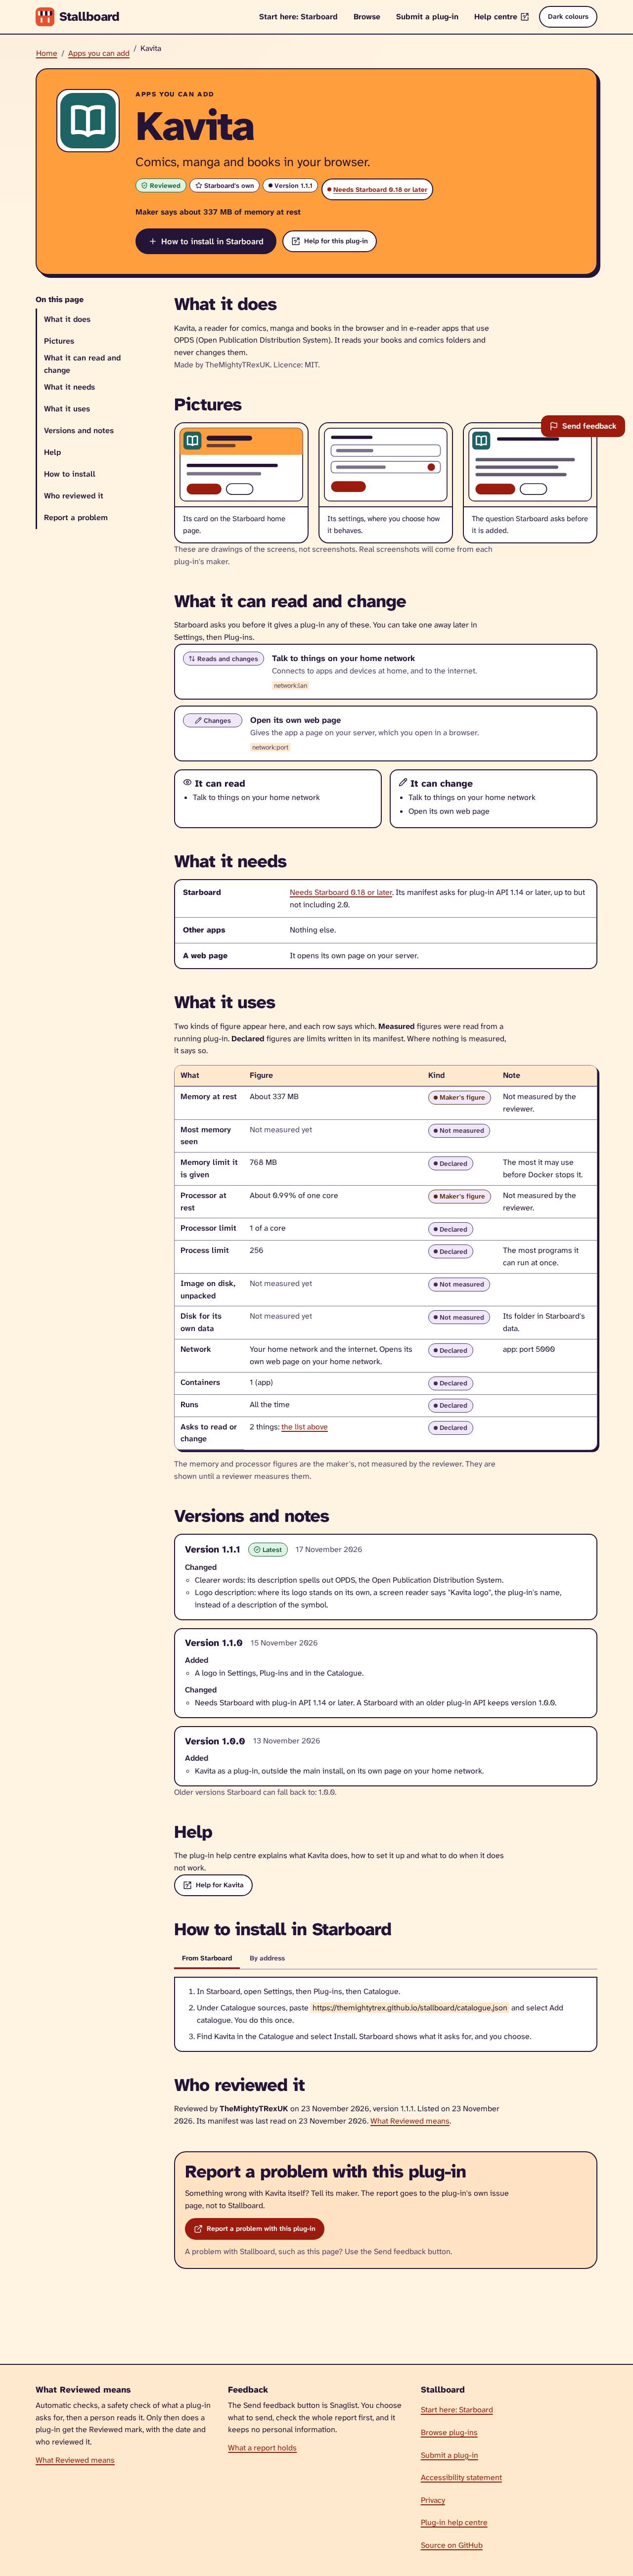 Stallboard
Start here: Starboard
Browse
Submit a plug-in
Help centre
Dark colours
Home / Apps you can add / Kavita
APPS YOU CAN ADD
Kavita
Comics, manga and books in your browser.
Reviewed
Starboard's own
Version 1.1.1
Needs Starboard 0.18 or later
Maker says about 337 MB of memory at rest
How to install in Starboard
Help for this plug-in
On this page
What it does
Pictures
What it can read and
change
What it needs
What it uses
Versions and notes
Help
How to install
Who reviewed it
Report a problem
What it does
Kavita, a reader for comics, manga and books in the browser and in e-reader apps that use
OPDS (Open Publication Distribution System). It reads your books and comics folders and
never changes them.
Made by TheMightyTRexUK. Licence: MIT.
Pictures
Send feedback
Its card on the Starboard home
page.
Its settings, where you choose how
it behaves.
The question Starboard asks before
it is added.
These are drawings of the screens, not screenshots. Real screenshots will come from each
plug-in's maker.
What it can read and change
Starboard asks you before it gives a plug-in any of these. You can take one away later in
Settings, then Plug-ins.
Reads and changes
Talk to things on your home network
Connects to apps and devices at home, and to the internet.
network:lan
Changes
Open its own web page
Gives the app a page on your server, which you open in a browser.
network:port
It can read
Talk to things on your home network
It can change
Talk to things on your home network
Open its own web page
What it needs
Starboard
Needs Starboard 0.18 or later. Its manifest asks for plug-in API 1.14 or later, up to but
not including 2.0.
Other apps
Nothing else.
A web page
It opens its own page on your server.
What it uses
Two kinds of figure appear here, and each row says which. Measured figures were read from a
running plug-in. Declared figures are limits written in its manifest. Where nothing is measured,
it says so.
What Figure Kind Note
Memory at rest
About 337 MB
Maker's figure
Not measured by the
reviewer.
Most memory
seen
Not measured yet
Not measured
Memory limit it
is given
768 MB
Declared
The most it may use
before Docker stops it.
Processor at
rest
About 0.99% of one core
Maker's figure
Not measured by the
reviewer.
Processor limit
1 of a core
Declared
Process limit
256
Declared
The most programs it
can run at once.
Image on disk,
unpacked
Not measured yet
Not measured
Disk for its
own data
Not measured yet
Not measured
Its folder in Starboard's
data.
Network
Your home network and the internet. Opens its
own web page on your home network.
Declared
app: port 5000
Containers
1 (app)
Declared
Runs
All the time
Declared
Asks to read or
change
2 things: the list above
Declared
The memory and processor figures are the maker's, not measured by the reviewer. They are
shown until a reviewer measures them.
Versions and notes
Version 1.1.1
Latest
17 November 2026
Changed
Clearer words: its description spells out OPDS, the Open Publication Distribution System.
Logo description: where its logo stands on its own, a screen reader says "Kavita logo", the plug-in's name,
instead of a description of the symbol.
Version 1.1.0
15 November 2026
Added
A logo in Settings, Plug-ins and in the Catalogue.
Changed
Needs Starboard with plug-in API 1.14 or later. A Starboard with an older plug-in API keeps version 1.0.0.
Version 1.0.0
13 November 2026
Added
Kavita as a plug-in, outside the main install, on its own page on your home network.
Older versions Starboard can fall back to: 1.0.0.
Help
The plug-in help centre explains what Kavita does, how to set it up and what to do when it does
not work.
Help for Kavita
How to install in Starboard
From Starboard
By address
1. In Starboard, open Settings, then Plug-ins, then Catalogue.
2. Under Catalogue sources, paste https://themightytrex.github.io/stallboard/catalogue.json and select Add
catalogue. You do this once.
3. Find Kavita in the Catalogue and select Install. Starboard shows what it asks for, and you choose.
Who reviewed it
Reviewed by TheMightyTRexUK on 23 November 2026, version 1.1.1. Listed on 23 November
2026. Its manifest was last read on 23 November 2026. What Reviewed means.
Report a problem with this plug-in
Something wrong with Kavita itself? Tell its maker. The report goes to the plug-in's own issue
page, not to Stallboard.
Report a problem with this plug-in
A problem with Stallboard, such as this page? Use the Send feedback button.
What Reviewed means
Automatic checks, a safety check of what a plug-in
asks for, then a person reads it. Only then does a
plug-in get the Reviewed mark, with the date and
who reviewed it.
What Reviewed means
Feedback
The Send feedback button is Snaglist. You choose
what to send, check the whole report first, and it
keeps no personal information.
What a report holds
Stallboard
Start here: Starboard
Browse plug-ins
Submit a plug-in
Accessibility statement
Privacy
Plug-in help centre
Source on GitHub